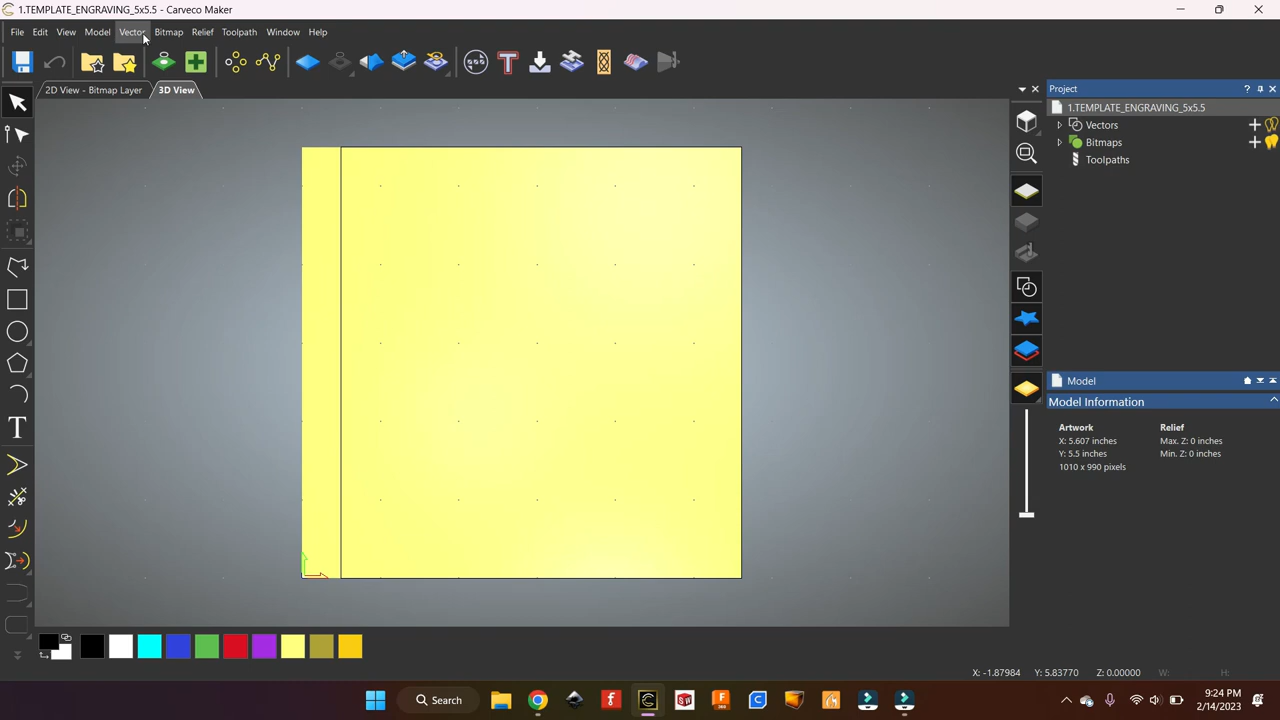 1.TEMPLATE_ENGRAVING_5x5.5 - Carveco Maker
File Edit View Model Vector Bitmap Relief Toolpath Window Help
2D View - Bitmap Layer 3D View
Project
1.TEMPLATE_ENGRAVING_5x5.5
Vectors
Bitmaps
Toolpaths
Model
Model Information
Artwork Relief
X: 5.607 inches Max. Z: 0 inches
Y: 5.5 inches Min. Z: 0 inches
1010 x 990 pixels
X: -1.87984 Y: 5.83770 Z: 0.00000 W: H:
Search
9:24 PM
2/14/2023